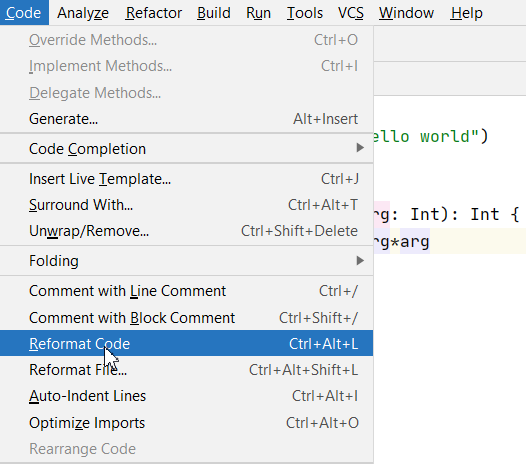 Code Analyze Refactor Build Run Tools VCS Window Help
Override Methods... Ctrl+O
Implement Methods... Ctrl+I
Delegate Methods...
Generate... Alt+Insert
ello world")
Code Completion
Insert Live Template... Ctrl+J
Surround With... Ctrl+Alt+T
rg: Int): Int {
Unwrap/Remove... Ctrl+Shift+Delete
rg*arg
Folding
Comment with Line Comment Ctrl+/
Comment with Block Comment Ctrl+Shift+/
Reformat Code Ctrl+Alt+L
Reformat File... Ctrl+Alt+Shift+L
Auto-Indent Lines Ctrl+Alt+I
Optimize Imports Ctrl+Alt+O
Rearrange Code